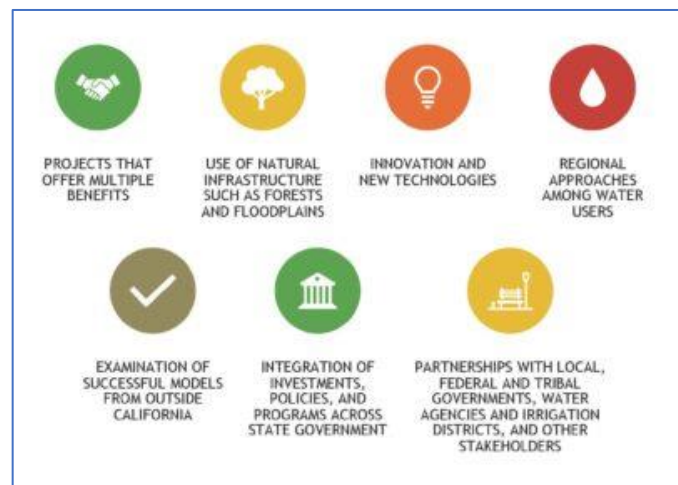 PROJECTS THAT
OFFER MULTIPLE
BENEFITS
USE OF NATURAL
INFRASTRUCTURE
SUCH AS FORESTS
AND FLOODPLAINS
INNOVATION AND
NEW TECHNOLOGIES
REGIONAL
APPROACHES
AMONG WATER
USERS
EXAMINATION OF
SUCCESSFUL MODELS
FROM OUTSIDE
CALIFORNIA
INTEGRATION OF
INVESTMENTS,
POLICIES, AND
PROGRAMS ACROSS
STATE GOVERNMENT
PARTNERSHIPS WITH LOCAL,
FEDERAL AND TRIBAL
GOVERNMENTS, WATER
AGENCIES AND IRRIGATION
DISTRICTS, AND OTHER
STAKEHOLDERS